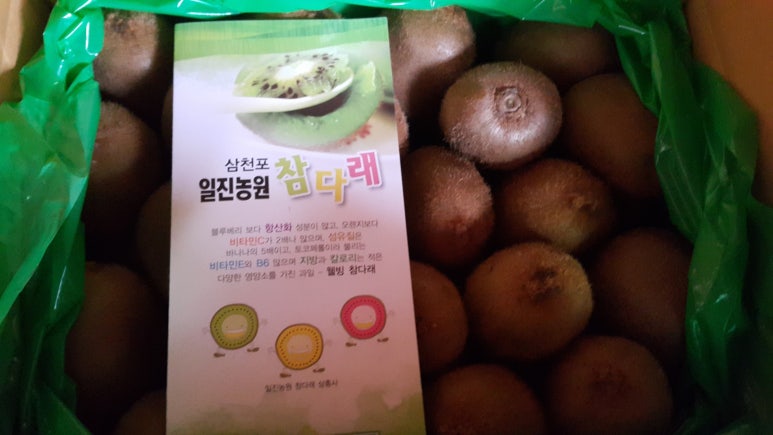 삼천포
일진농원 참다래
블루베리 보다 항산화 성분이 많고, 오렌지보다
비타민C가 2배나 많으며, 섬유질은
바나나의 5배이고, 토코페롤이라 불리는
비타민E와 B6 많으며 지방과 칼로리는 적은
다양한 영양소를 가진 과일 - 웰빙 참다래
일진농원 참다래 삼총사